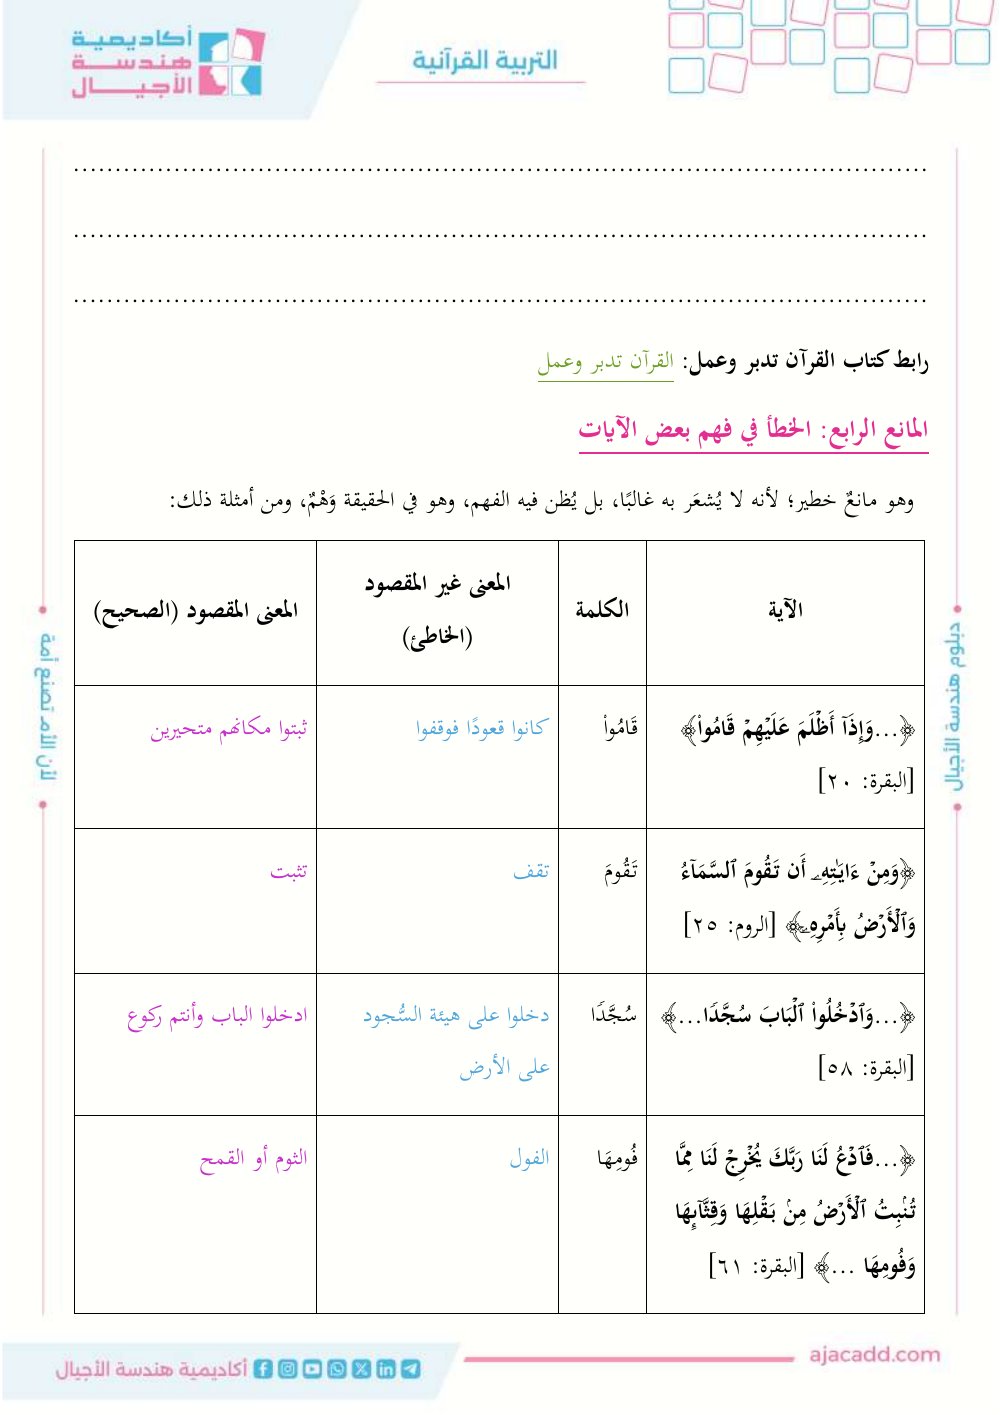 أكاديمية
هندسة
الأجيال
التربية القرآنية
................................................................................
................................................................................
................................................................................
رابط كتاب القرآن تدبر وعمل: القرآن تدبر وعمل
المانع الرابع: الخطأ في فهم بعض الآيات
وهو مانعٌ خطير؛ لأنه لا يُشعَر به غالبًا، بل يُظن فيه الفهم، وهو في الحقيقة وَهْمٌ، ومن أمثلة ذلك:
الآية
الكلمة
المعنى غير المقصود
(الخاطئ)
المعنى المقصود (الصحيح)
﴿...وَإِذَآ أَظۡلَمَ عَلَيۡهِمۡ قَامُواْ﴾
[البقرة: ٢٠]
قَامُواْ
كانوا قعودًا فوقفوا
ثبتوا مكانهم متحيرين
﴿وَمِنۡ ءَايَٰتِهِۦ أَن تَقُومَ ٱلسَّمَآءُ
وَٱلۡأَرۡضُ بِأَمۡرِهِۦ﴾ [الروم: ٢٥]
تَقُومَ
تقف
تثبت
﴿...وَٱدۡخُلُواْ ٱلۡبَابَ سُجَّدٗا...﴾
[البقرة: ٥٨]
سُجَّدٗا
دخلوا على هيئة السُّجود
على الأرض
ادخلوا الباب وأنتم ركوع
﴿...فَٱدۡعُ لَنَا رَبَّكَ يُخۡرِجۡ لَنَا مِمَّا
تُنۢبِتُ ٱلۡأَرۡضُ مِنۢ بَقۡلِهَا وَقِثَّآئِهَا
وَفُومِهَا ...﴾ [البقرة: ٦١]
فُومِهَا
الفول
الثوم أو القمح
دبلوم هندسة الأجيال
لأن الأم تصنع أمة
ajacadd.com
أكاديمية هندسة الأجيال